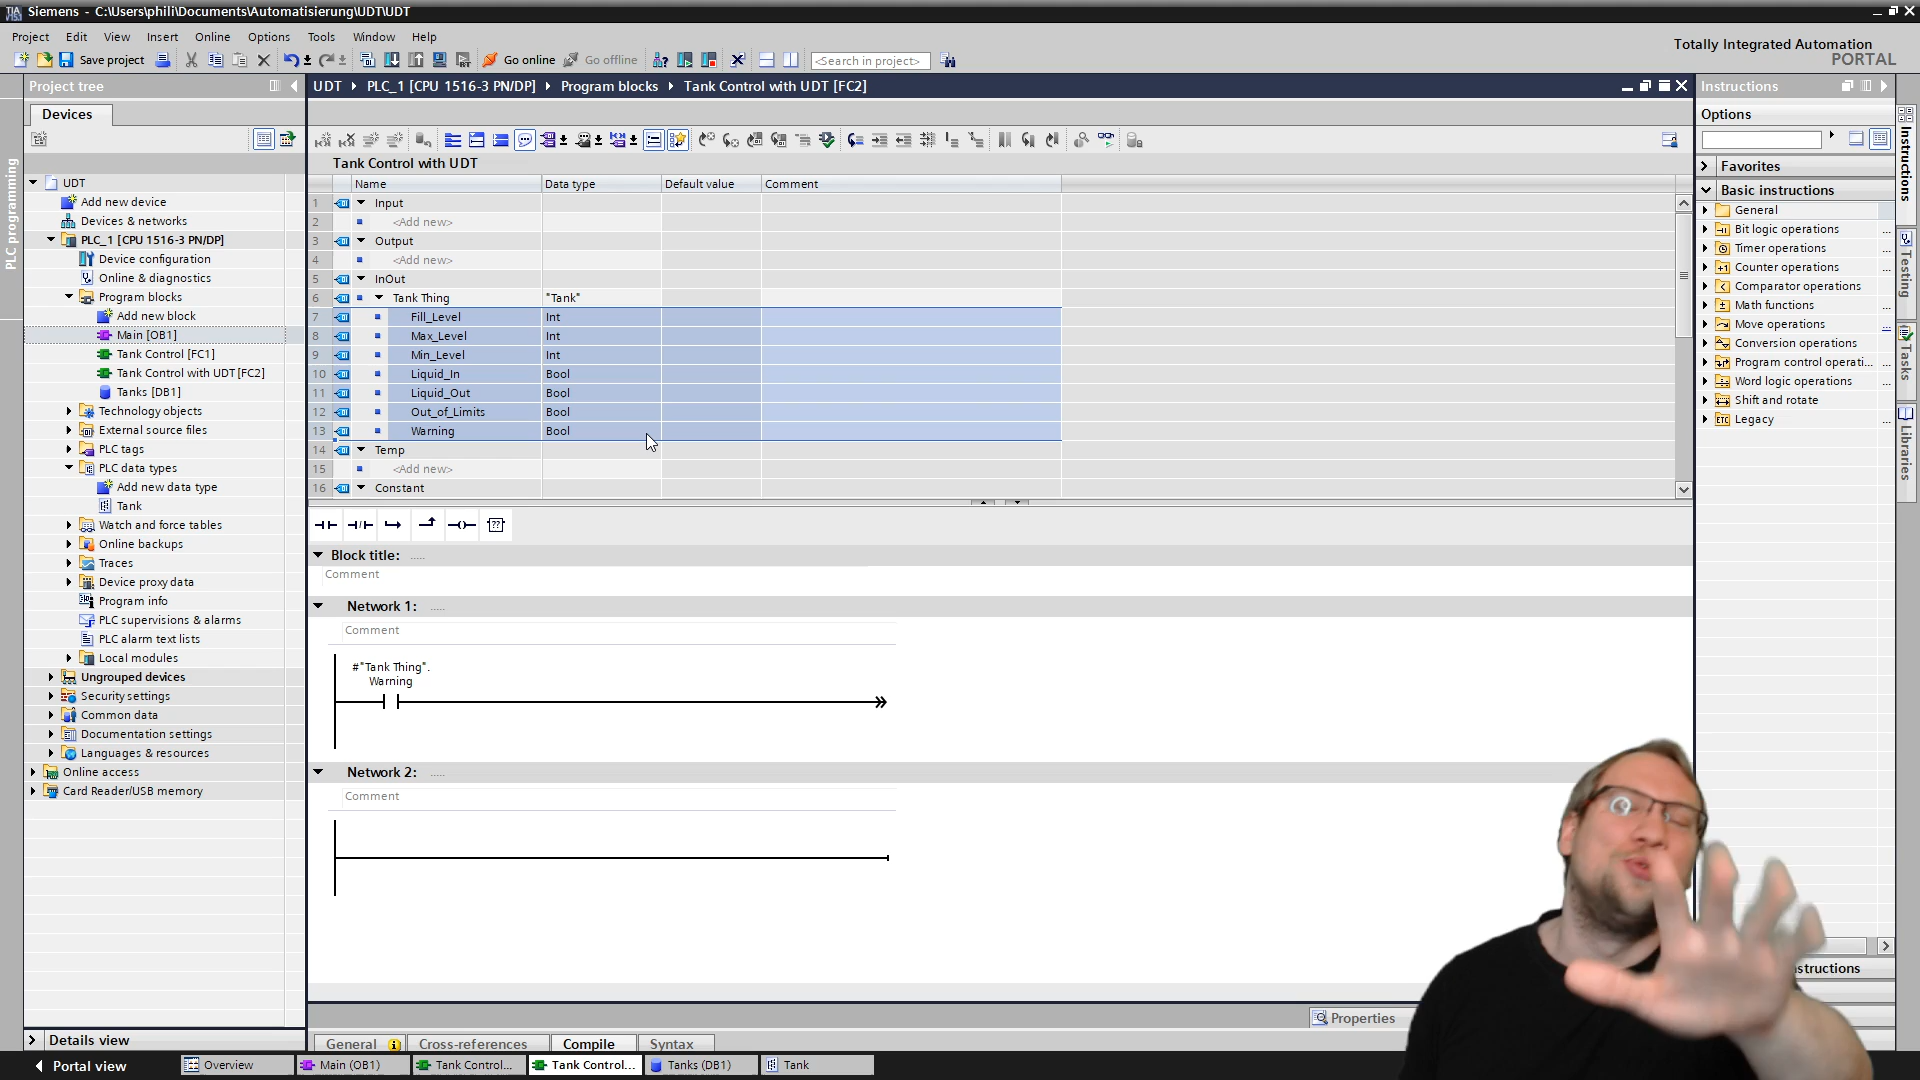 Siemens - C:\Users\phili\Documents\Automatisierung\UDT\UDT
Project Edit View Insert Online Options Tools Window Help
Totally Integrated Automation
PORTAL
Save project
Go online
Go offline
<Search in project>
Project tree
Devices
PLC programming
UDT
Add new device
Devices & networks
PLC_1 [CPU 1516-3 PN/DP]
Device configuration
Online & diagnostics
Program blocks
Add new block
Main [OB1]
Tank Control [FC1]
Tank Control with UDT [FC2]
Tanks [DB1]
Technology objects
External source files
PLC tags
PLC data types
Add new data type
Tank
Watch and force tables
Online backups
Traces
Device proxy data
Program info
PLC supervisions & alarms
PLC alarm text lists
Local modules
Ungrouped devices
Security settings
Common data
Documentation settings
Languages & resources
Online access
Card Reader/USB memory
Details view
UDT PLC_1 [CPU 1516-3 PN/DP] Program blocks Tank Control with UDT [FC2]
Tank Control with UDT
Name Data type Default value Comment
1 Input
2 <Add new>
3 Output
4 <Add new>
5 InOut
6 Tank Thing "Tank"
7 Fill_Level Int
8 Max_Level Int
9 Min_Level Int
10 Liquid_In Bool
11 Liquid_Out Bool
12 Out_of_Limits Bool
13 Warning Bool
14 Temp
15 <Add new>
16 Constant
??
Block title: .....
Comment
Network 1: .....
Comment
#"Tank Thing".
Warning
Network 2: .....
Comment
Properties
General Cross-references Compile Syntax
Instructions
Options
Favorites
Basic instructions
General
Bit logic operations ...
Timer operations ...
Counter operations ...
Comparator operations ...
Math functions ...
Move operations ...
Conversion operations ...
Program control operati... ...
Word logic operations ...
Shift and rotate ...
Legacy ...
structions
Instructions
Testing
Tasks
Libraries
Portal view
Overview
Main (OB1)
Tank Control...
Tank Control...
Tanks (DB1)
Tank